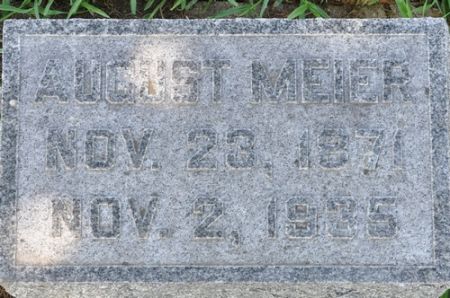 AUGUST MEIER
NOV. 23, 1871
NOV. 2, 1935